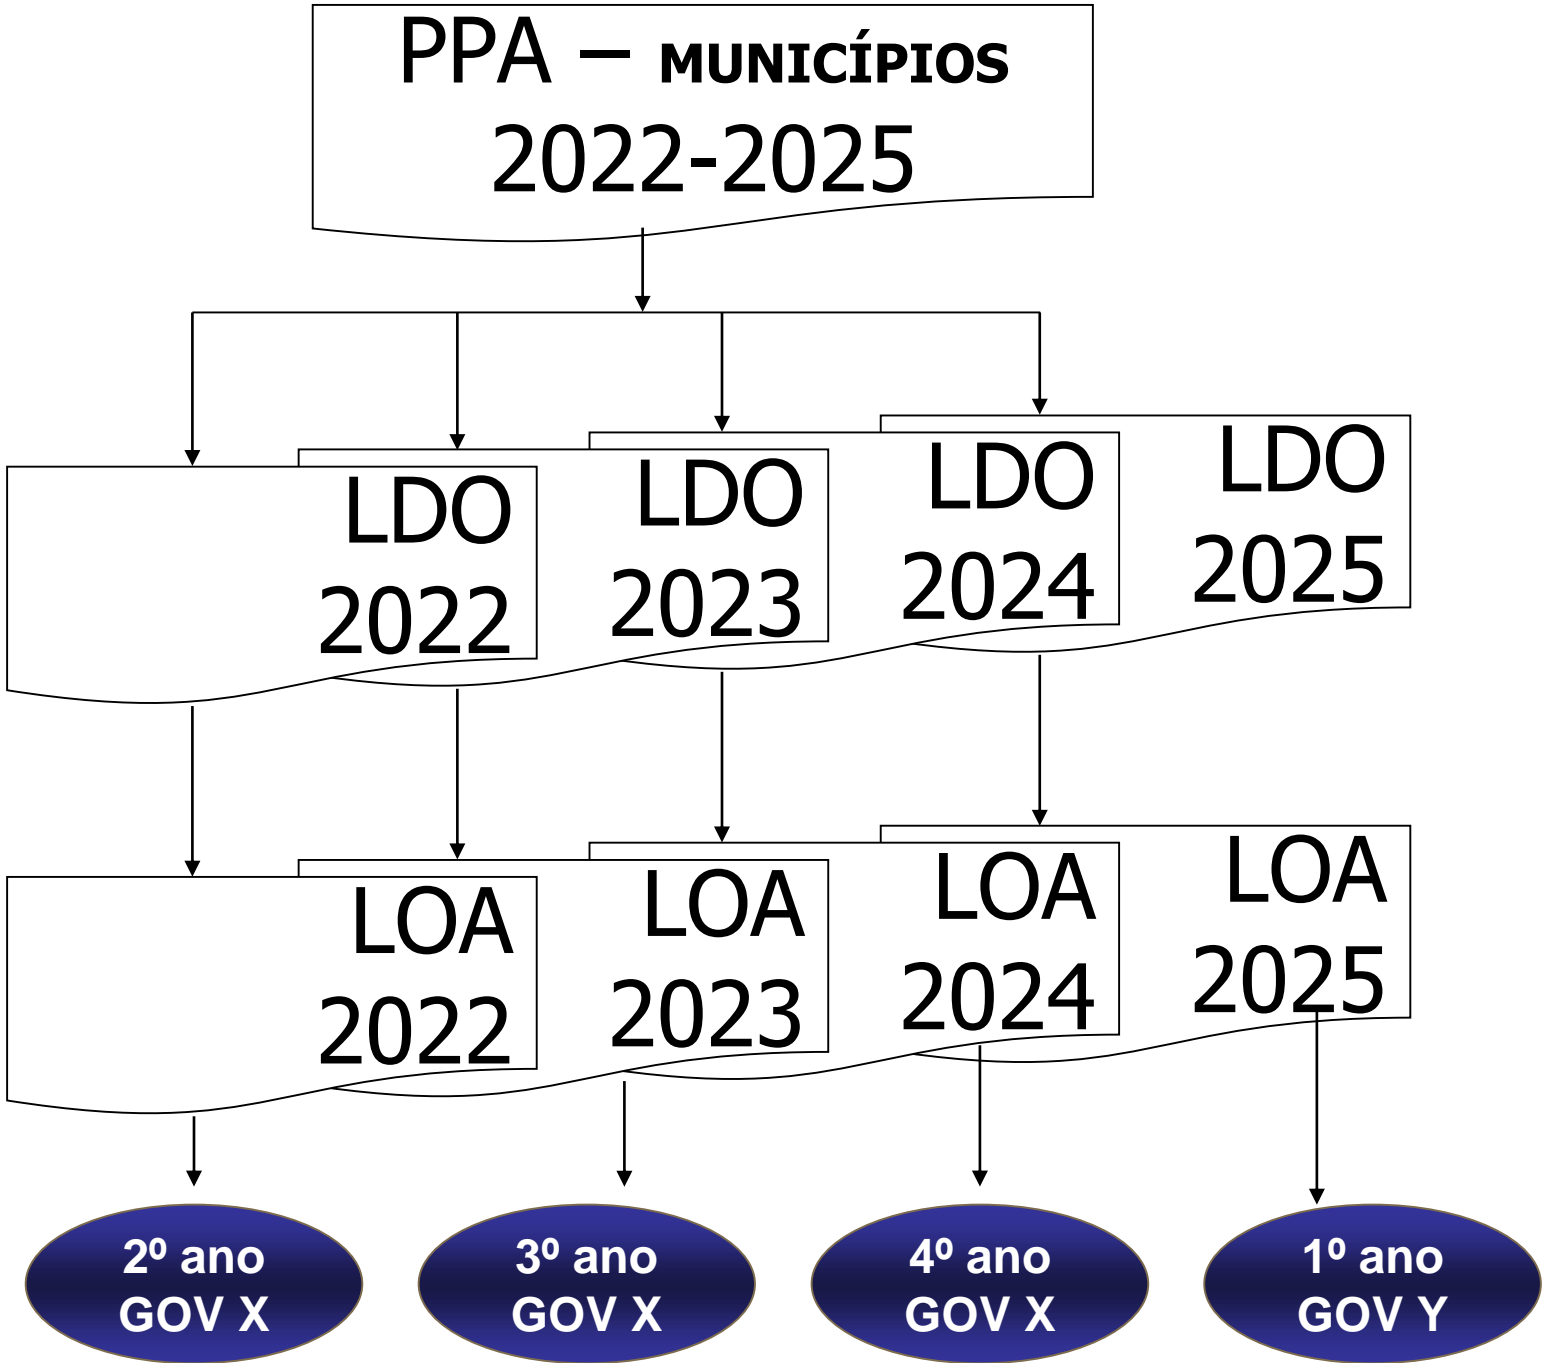 PPA – MUNICÍPIOS
2022-2025
LDO
2022
LDO
2023
LDO
2024
LDO
2025
LOA
2022
LOA
2023
LOA
2024
LOA
2025
2º ano
GOV X
3º ano
GOV X
4º ano
GOV X
1º ano
GOV Y